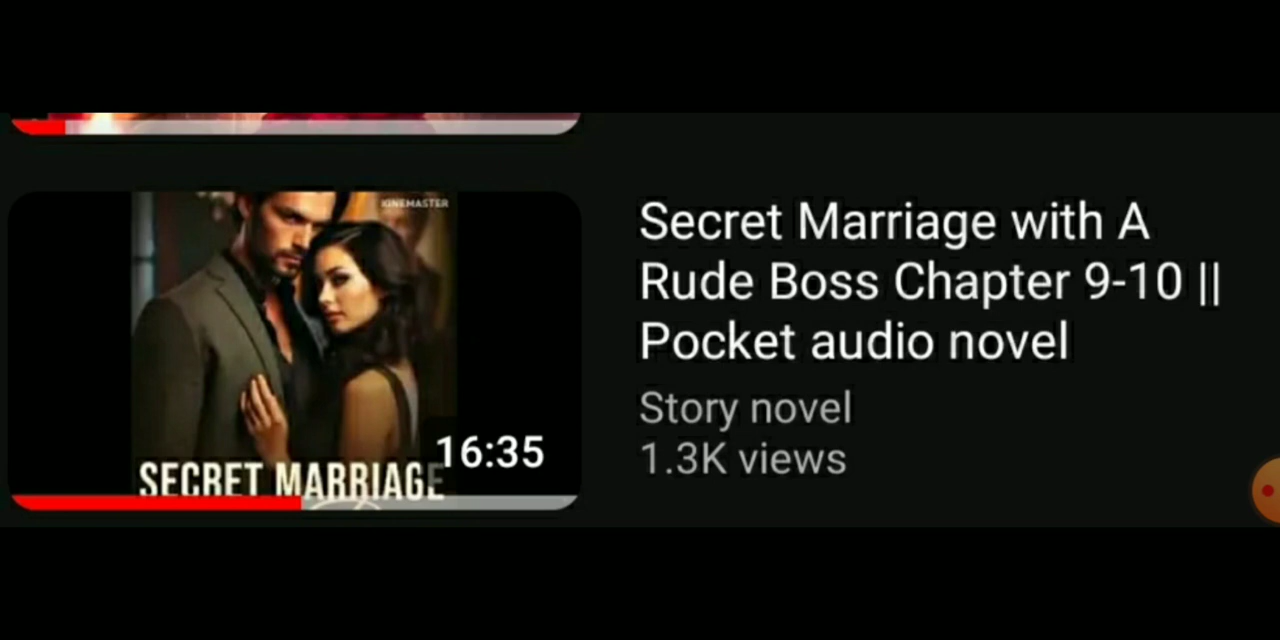 KINEMASTER
SECRET MARRIAGE
16:35
Secret Marriage with A
Rude Boss Chapter 9-10 ||
Pocket audio novel
Story novel
1.3K views